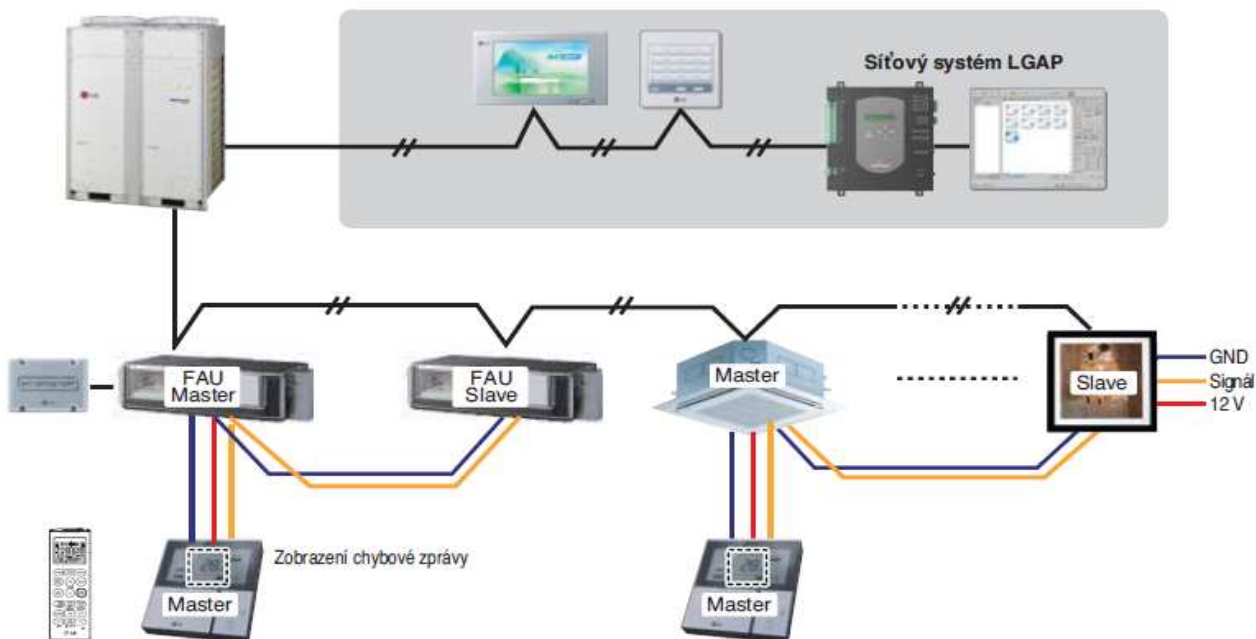 Síťový systém LGAP
FAU
Master
FAU
Slave
Master
Slave
GND
Signál
12 V
Zobrazení chybové zprávy
Master
Master